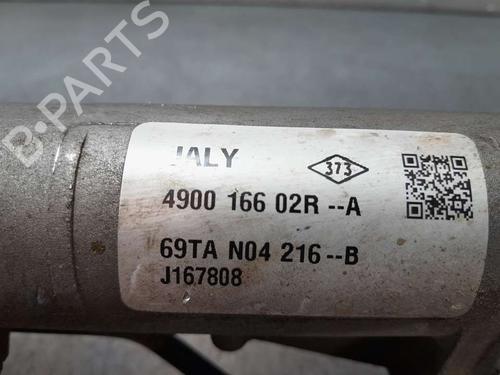 B-PARTS
JALY
373
4900 166 02R --A
69TA N04 216 --B
J167808